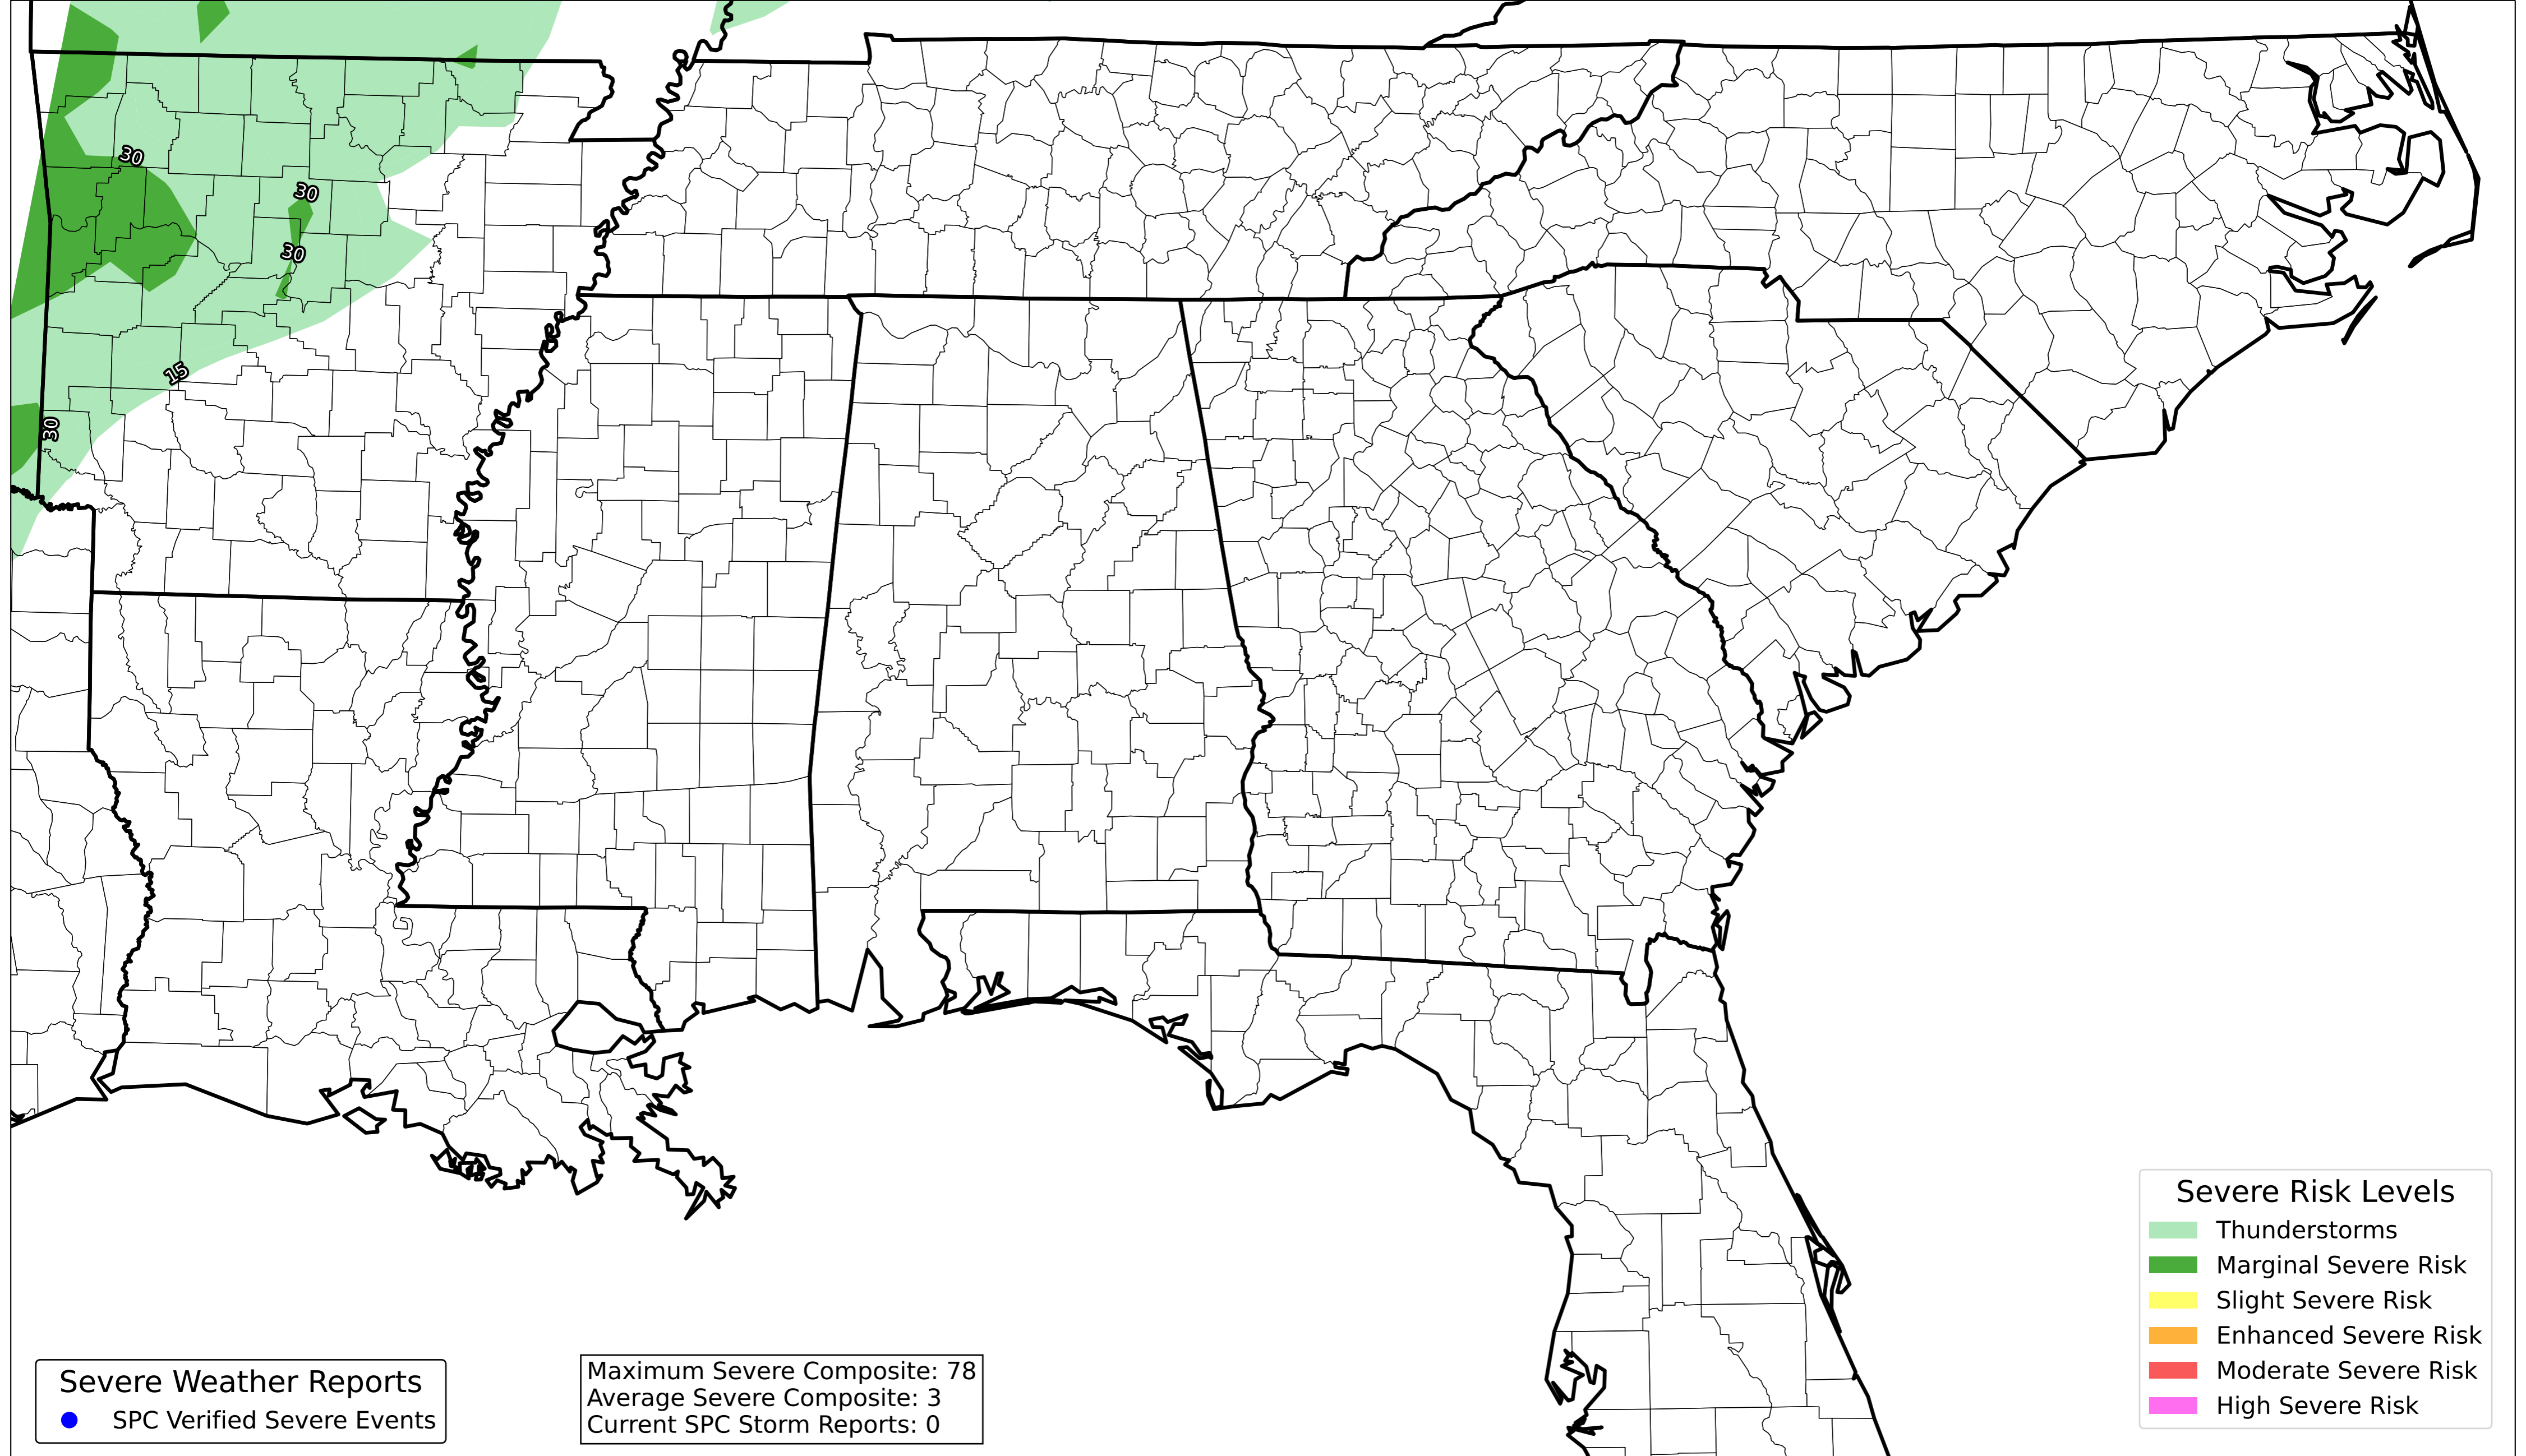 30
30
30
15
30
Severe Risk Levels
Thunderstorms
Marginal Severe Risk
Slight Severe Risk
Enhanced Severe Risk
Moderate Severe Risk
High Severe Risk
Severe Weather Reports
SPC Verified Severe Events
Maximum Severe Composite: 78
Average Severe Composite: 3
Current SPC Storm Reports: 0